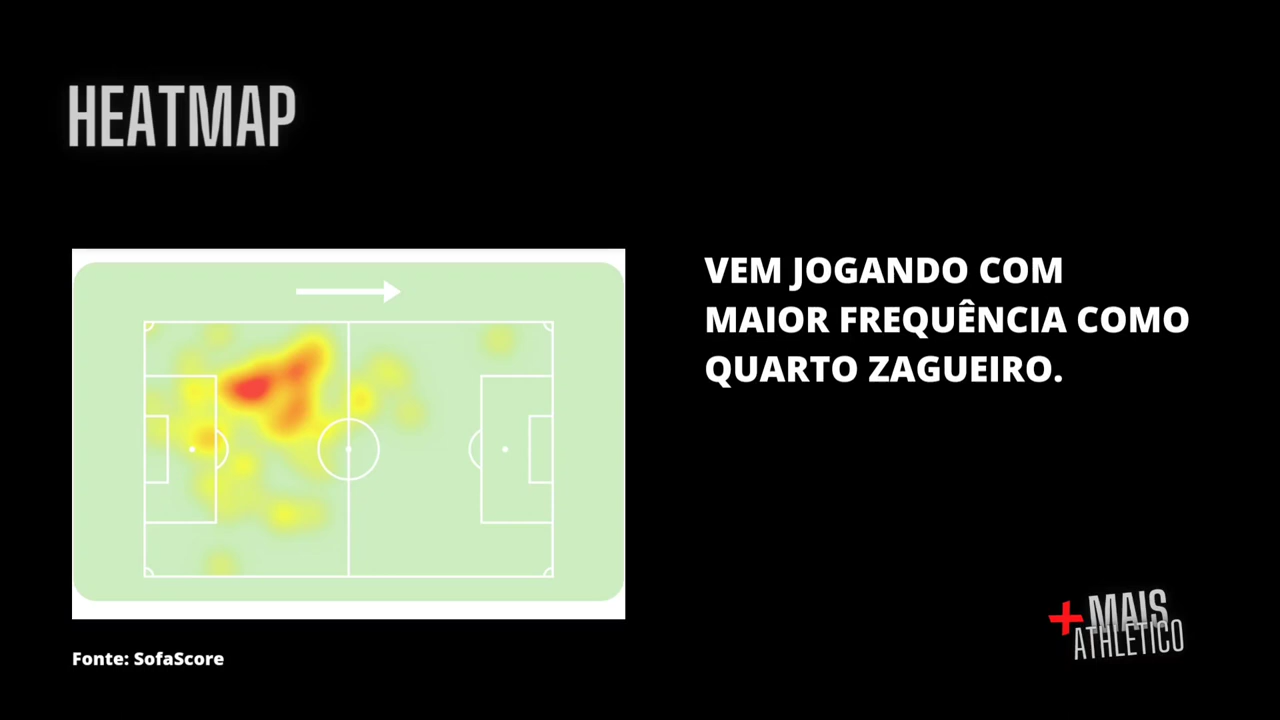 HEATMAP
VEM JOGANDO COM
MAIOR FREQUÊNCIA COMO
QUARTO ZAGUEIRO.
Fonte: SofaScore
+ MAIS
ATHLETICO